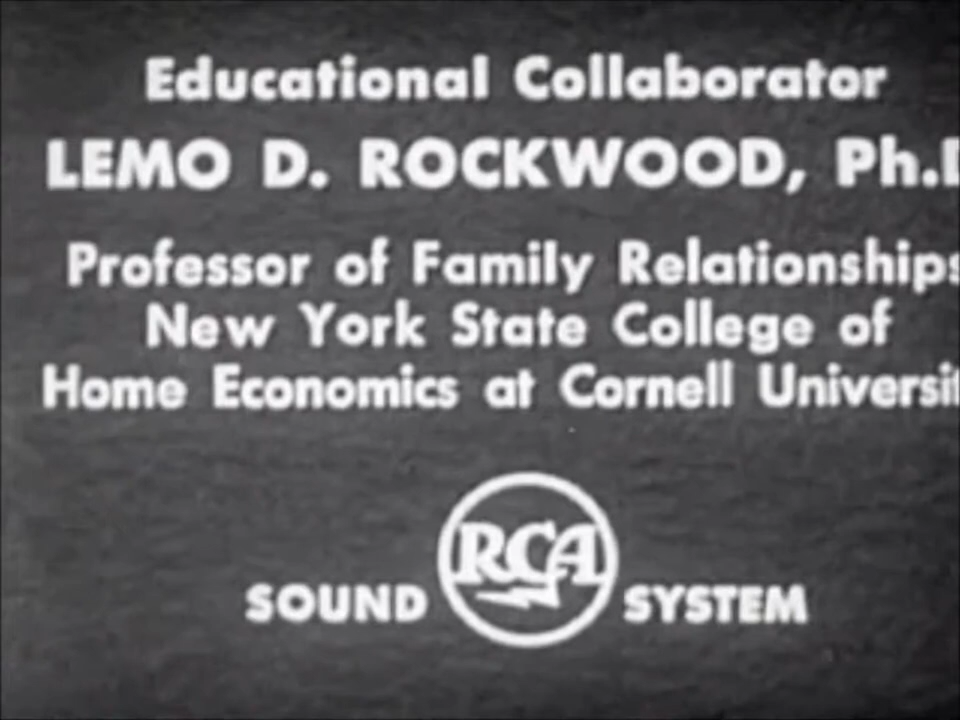 Educational Collaborator
LEMO D. ROCKWOOD, Ph.D
Professor of Family Relationships
New York State College of
Home Economics at Cornell Universit
RCA
SOUND SYSTEM